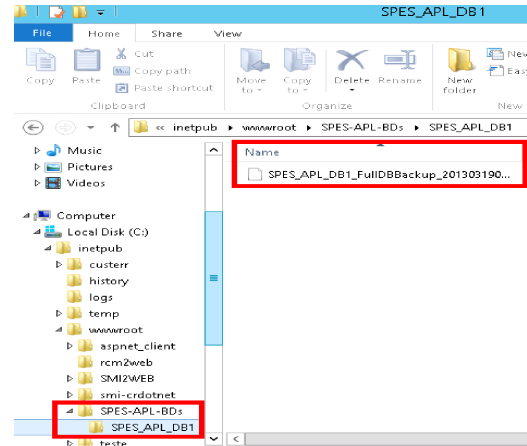 SPES_APL_DB1
File Home Share View
Copy
Paste
Cut
Copy path
Paste shortcut
Move to
Copy to
Delete
Rename
New folder
New
Easy
Clipboard
Organize
New
« inetpub ▸ wwwroot ▸ SPES-APL-BDs ▸ SPES_APL_DB1
Music
Pictures
Videos
Computer
Local Disk (C:)
inetpub
custerr
history
logs
temp
wwwroot
aspnet_client
rcm2web
SMI2WEB
smi-crdotnet
SPES-APL-BDs
SPES_APL_DB1
teste
Name
SPES_APL_DB1_FullDBBackup_201303190...